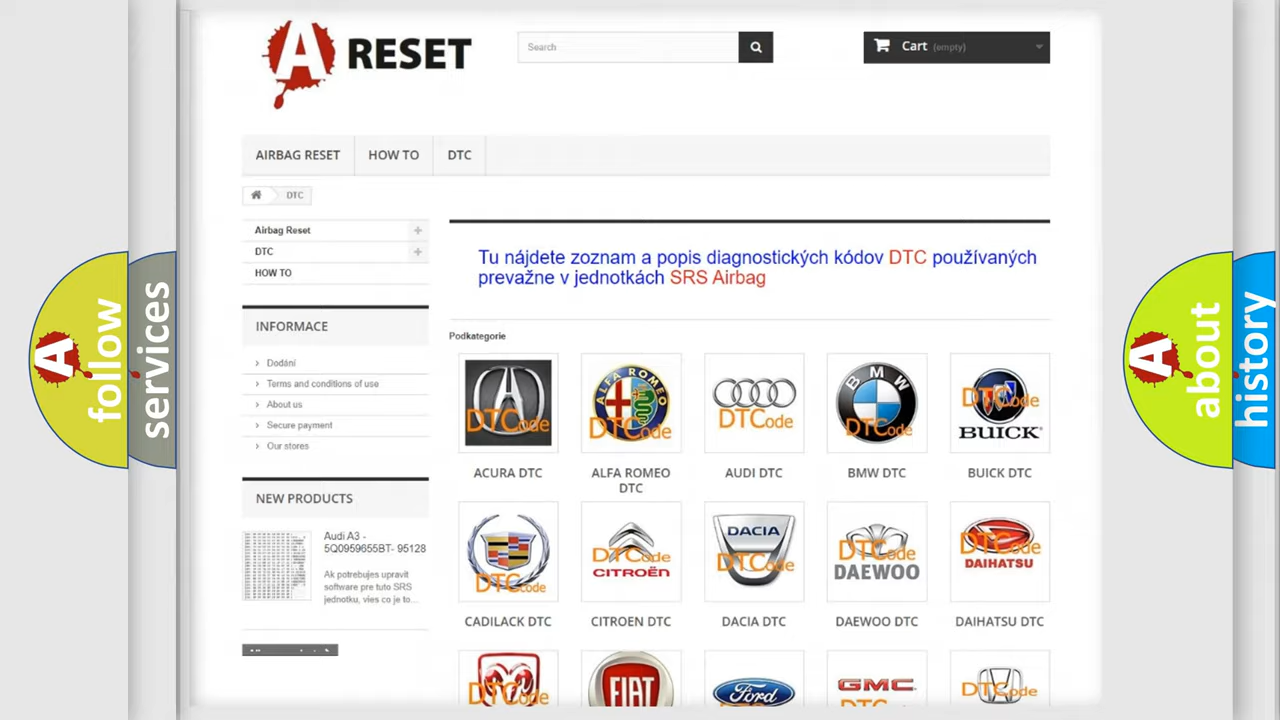 A RESET
Search
Cart (empty)
AIRBAG RESET
HOW TO
DTC
DTC
Airbag Reset
DTC
HOW TO
INFORMACE
Dodání
Terms and conditions of use
About us
Secure payment
Our stores
NEW PRODUCTS
Audi A3 -
5Q0959655BT- 95128
Ak potrebujes upravit
software pre tuto SRS
jednotku, vies co je to...
Tu nájdete zoznam a popis diagnostických kódov DTC používaných
prevažne v jednotkách SRS Airbag
Podkategorie
DTCode
ALFA ROMEO
DTCode
DTCode
BMW
DTCode
DTCode
BUICK
ACURA DTC
ALFA ROMEO
DTC
AUDI DTC
BMW DTC
BUICK DTC
DTCode
DTCode
CITROËN
DACIA
DTCode
DTCode
DAEWOO
DTCode
DAIHATSU
CADILACK DTC
CITROEN DTC
DACIA DTC
DAEWOO DTC
DAIHATSU DTC
DTCode
FIAT
Ford
GMC
DTCode
A follow
services
A about
history